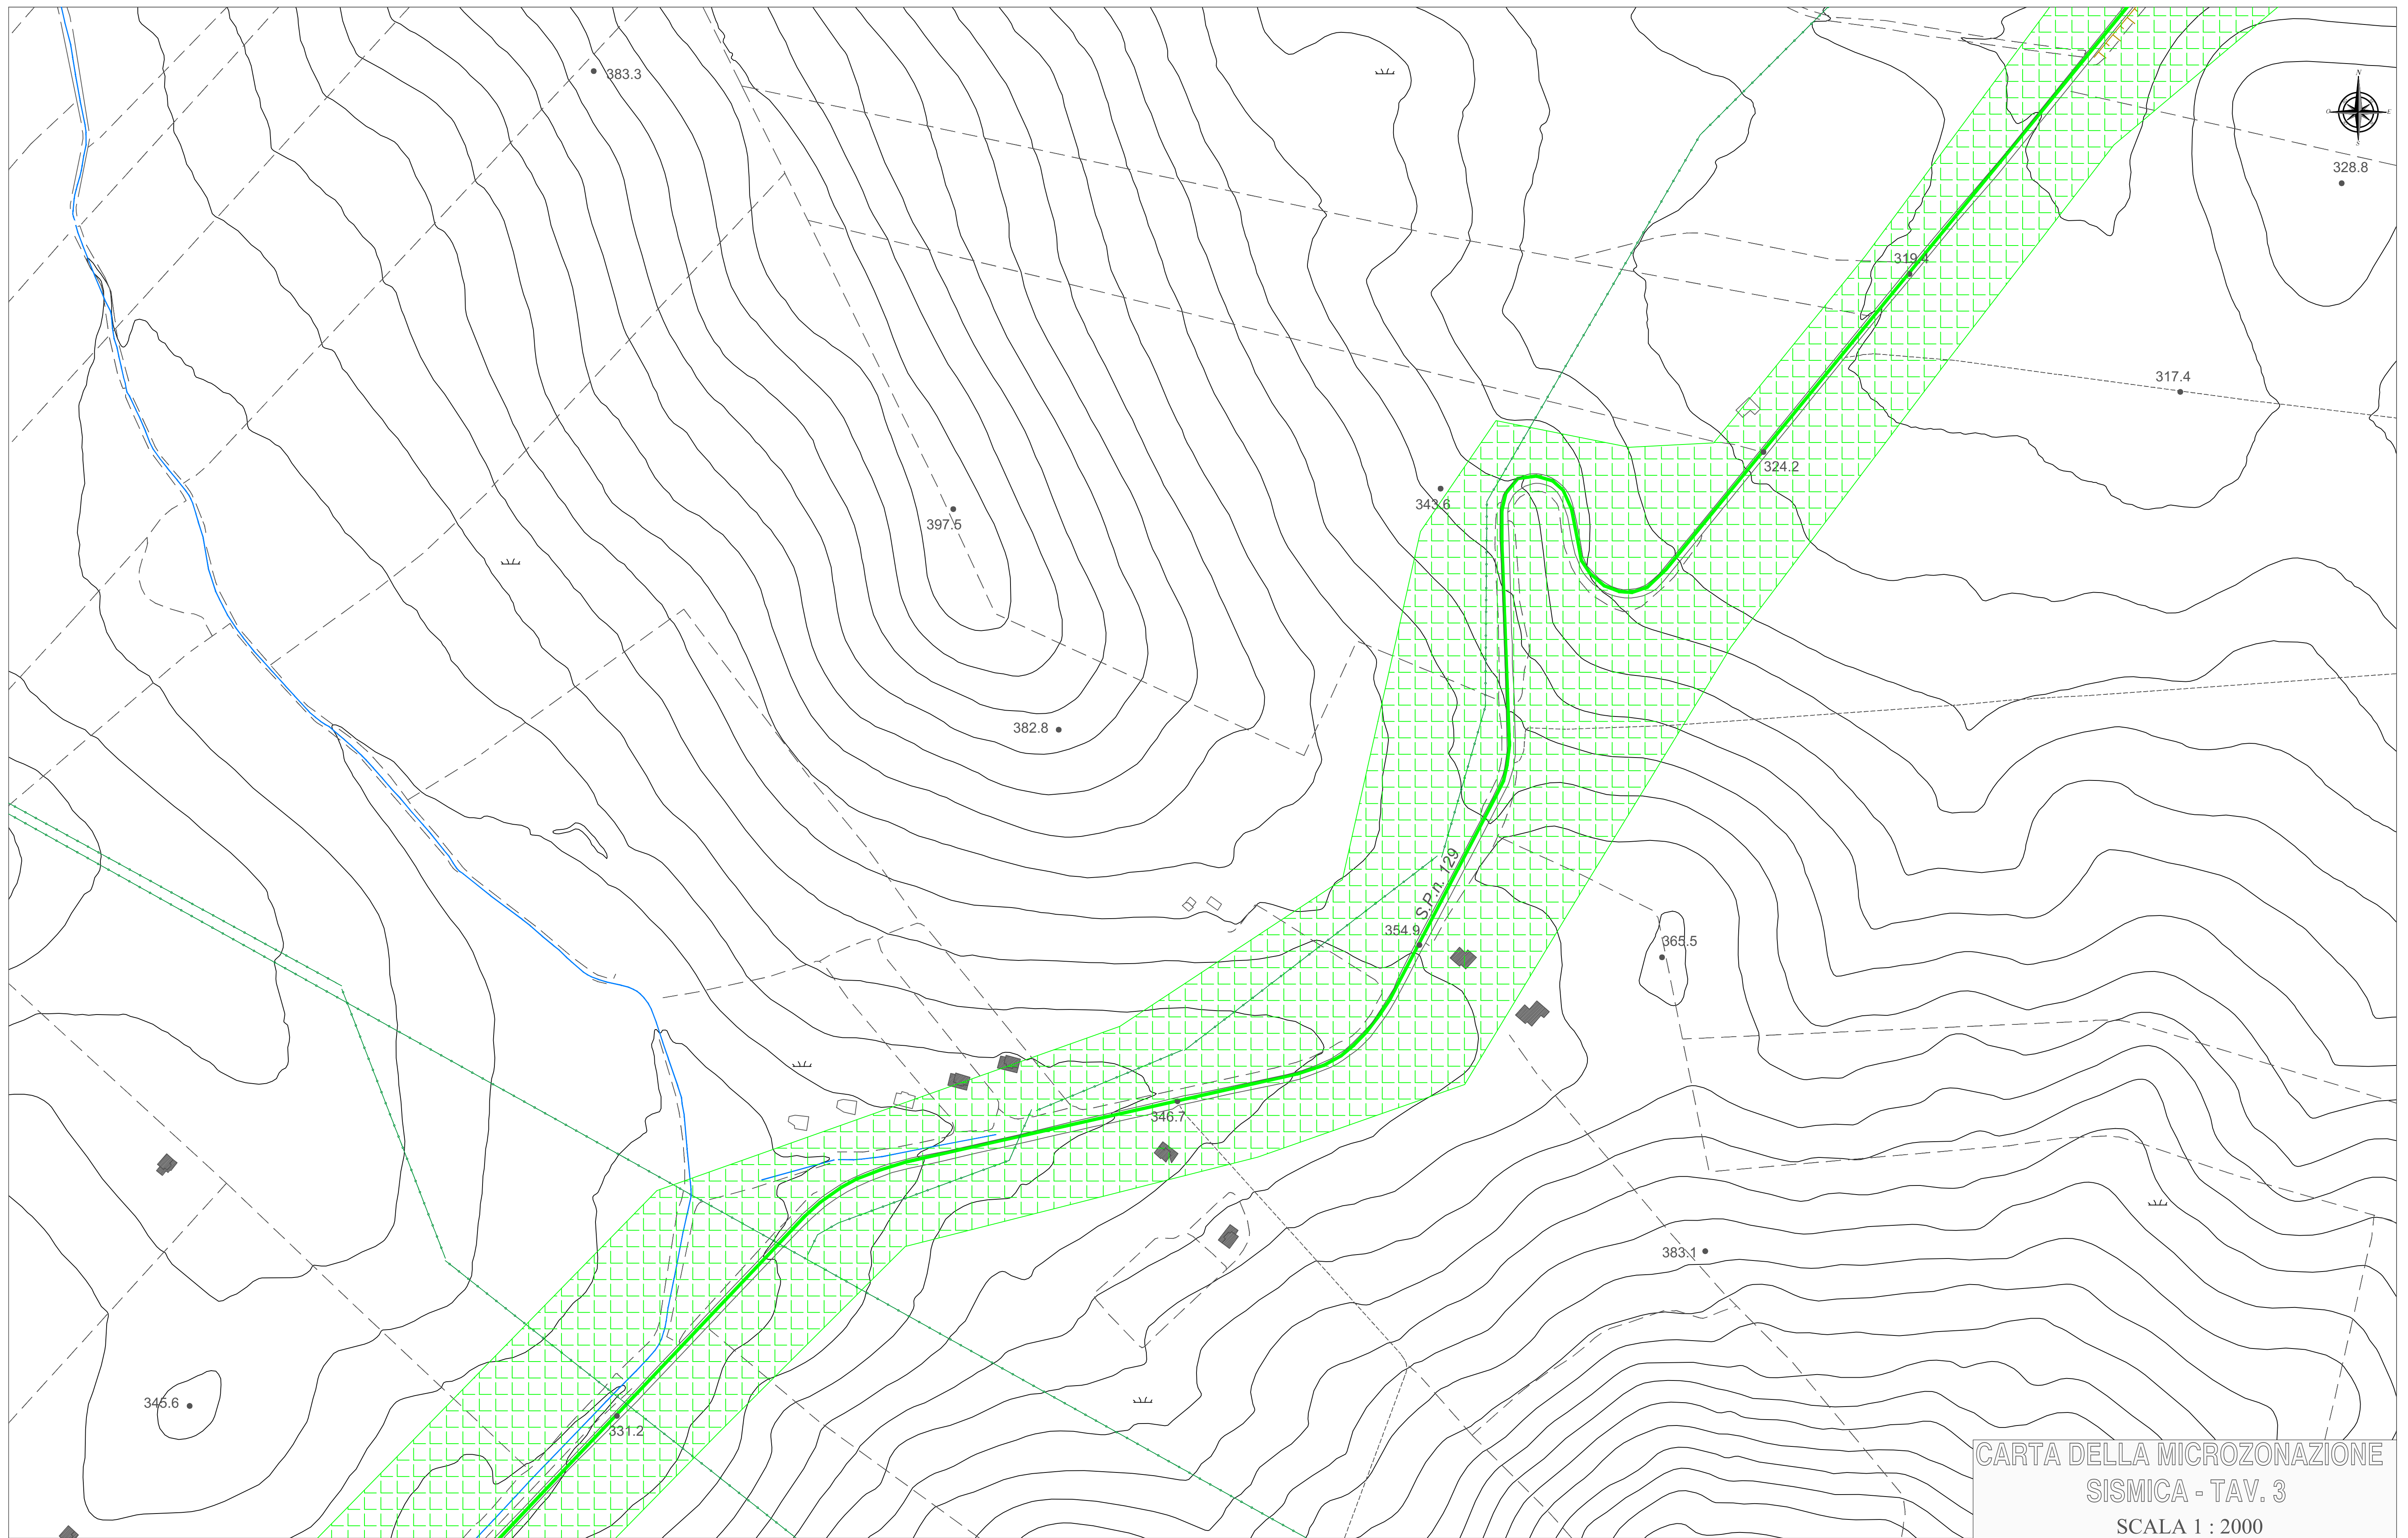 383.3
N
O
E
S
328.8
319.4
317.4
324.2
343.6
397.5
382.8
S.P.n. 129
354.9
365.5
346.7
383.1
345.6
331.2
CARTA DELLA MICROZONAZIONE
SISMICA - TAV. 3
SCALA 1 : 2000